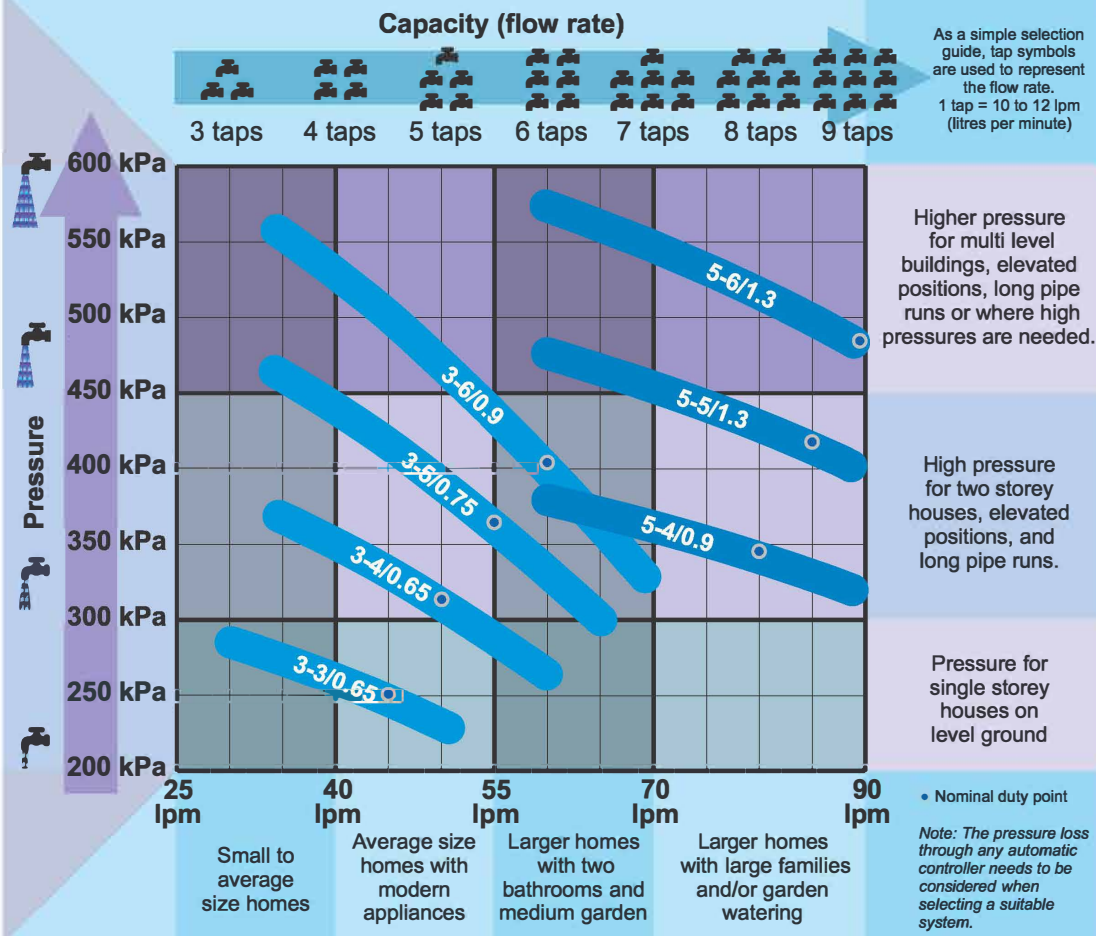 Capacity (flow rate)
As a simple selection
guide, tap symbols
are used to represent
the flow rate.
1 tap = 10 to 12 lpm
(litres per minute)
3 taps
4 taps
5 taps
6 taps
7 taps
8 taps
9 taps
Pressure
600 kPa
550 kPa
500 kPa
450 kPa
400 kPa
350 kPa
300 kPa
250 kPa
200 kPa
5-6/1.3
3-6/0.9
5-5/1.3
3-5/0.75
5-4/0.9
3-4/0.65
3-3/0.65
Higher pressure
for multi level
buildings, elevated
positions, long pipe
runs or where high
pressures are needed.
High pressure
for two storey
houses, elevated
positions, and
long pipe runs.
Pressure for
single storey
houses on
level ground
25
lpm
40
lpm
55
lpm
70
lpm
90
lpm
Small to
average
size homes
Average size
homes with
modern
appliances
Larger homes
with two
bathrooms and
medium garden
Larger homes
with large families
and/or garden
watering
Nominal duty point
Note: The pressure loss
through any automatic
controller needs to be
considered when
selecting a suitable
system.